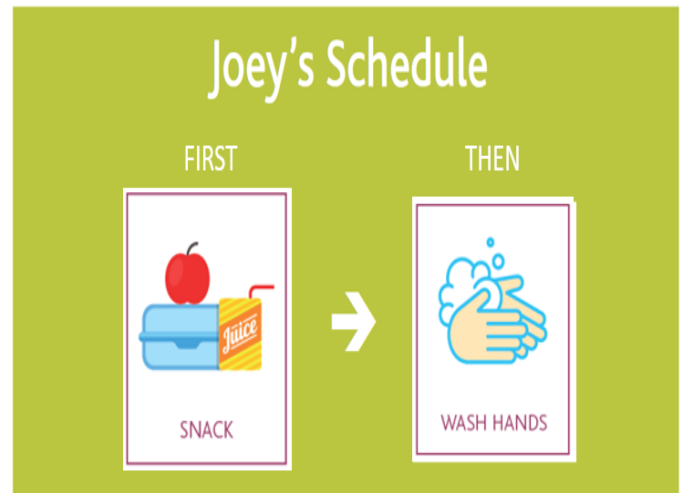 Joey's Schedule
FIRST
THEN
Juice
SNACK
WASH HANDS